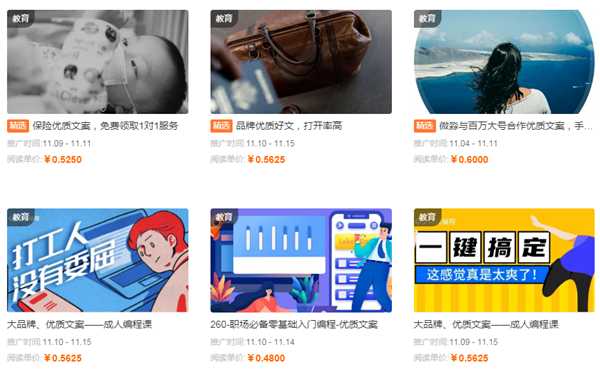 教育
教育
教育
精选 保险优质文案，免费领取1对1服务
精选 品牌优质好文，打开率高
精选 做淼与百万大号合作优质文案，手...
推广时间:11.09 - 11.11
推广时间:11.10 - 11.15
推广时间:11.04 - 11.11
阅读单价:￥0.5250
阅读单价:￥0.5625
阅读单价:￥0.6000
教育
教育
教育
打工人
没有委屈
一键搞定
这感觉真是太爽了!
大品牌、优质文案——成人编程课
260-职场必备零基础入门编程-优质文案
大品牌、优质文案——成人编程课
推广时间:11.10 - 11.15
推广时间:11.10 - 11.14
推广时间:11.09 - 11.15
阅读单价:￥0.5625
阅读单价:￥0.4800
阅读单价:￥0.5625